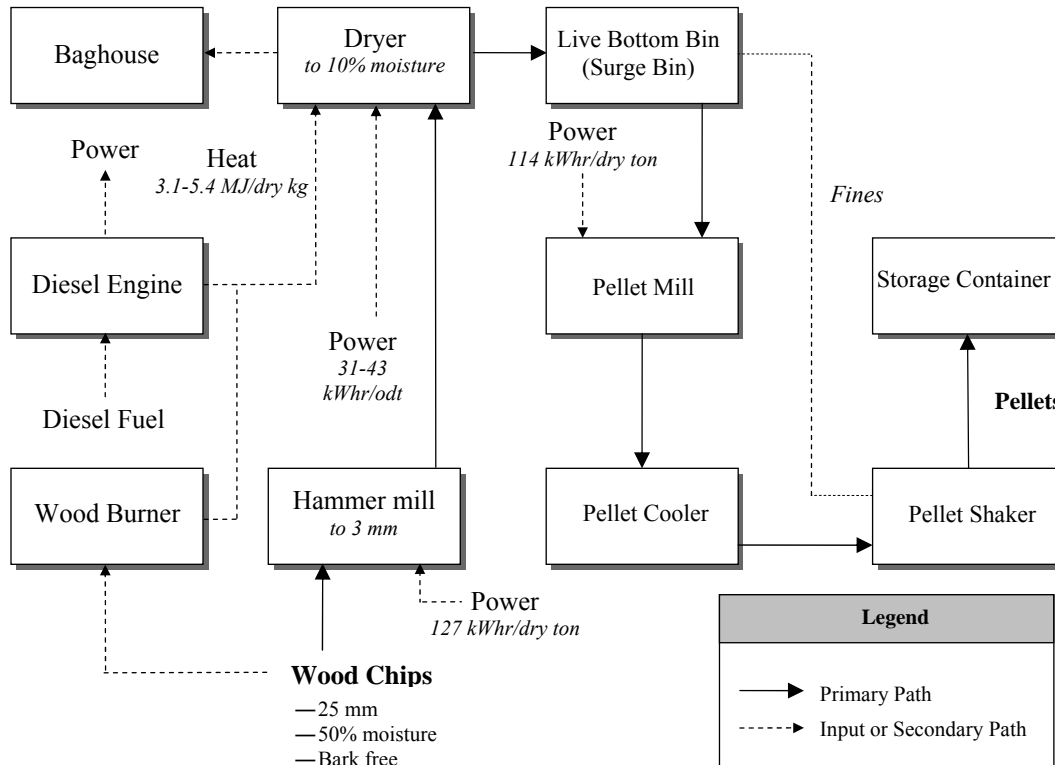 Baghouse
Dryer
to 10% moisture
Live Bottom Bin
(Surge Bin)
Power
Heat
3.1-5.4 MJ/dry kg
Power
114 kWhr/dry ton
Fines
Diesel Engine
Pellet Mill
Storage Container
Power
31-43
kWhr/odt
Diesel Fuel
Pellets
Wood Burner
Hammer mill
to 3 mm
Pellet Cooler
Pellet Shaker
Power
127 kWhr/dry ton
Wood Chips
—25 mm
—50% moisture
—Bark free
Legend
Primary Path
Input or Secondary Path